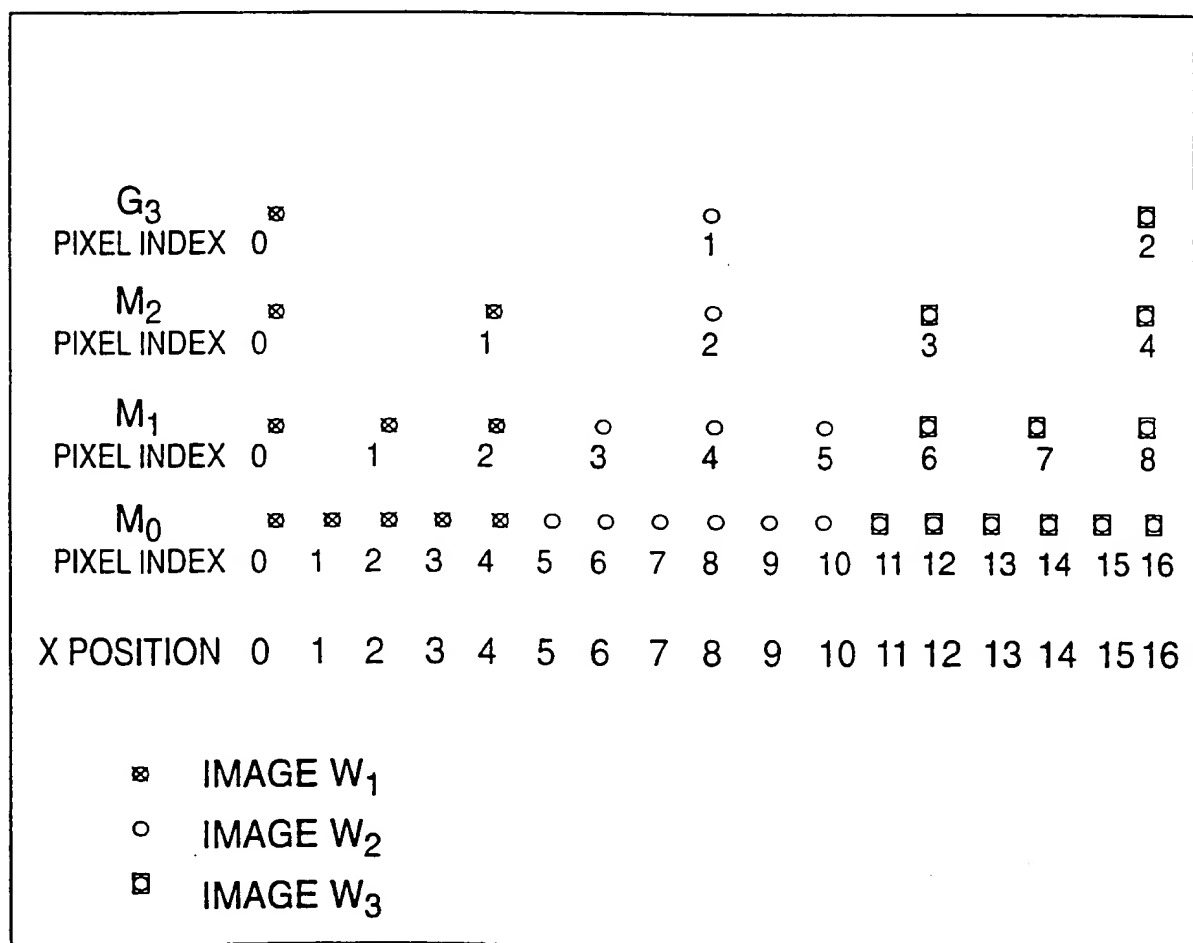 G3
PIXEL INDEX 0 1 2
M2
PIXEL INDEX 0 1 2 3 4
M1
PIXEL INDEX 0 1 2 3 4 5 6 7 8
M0
PIXEL INDEX 0 1 2 3 4 5 6 7 8 9 10 11 12 13 14 15 16
X POSITION 0 1 2 3 4 5 6 7 8 9 10 11 12 13 14 15 16
IMAGE W1
IMAGE W2
IMAGE W3